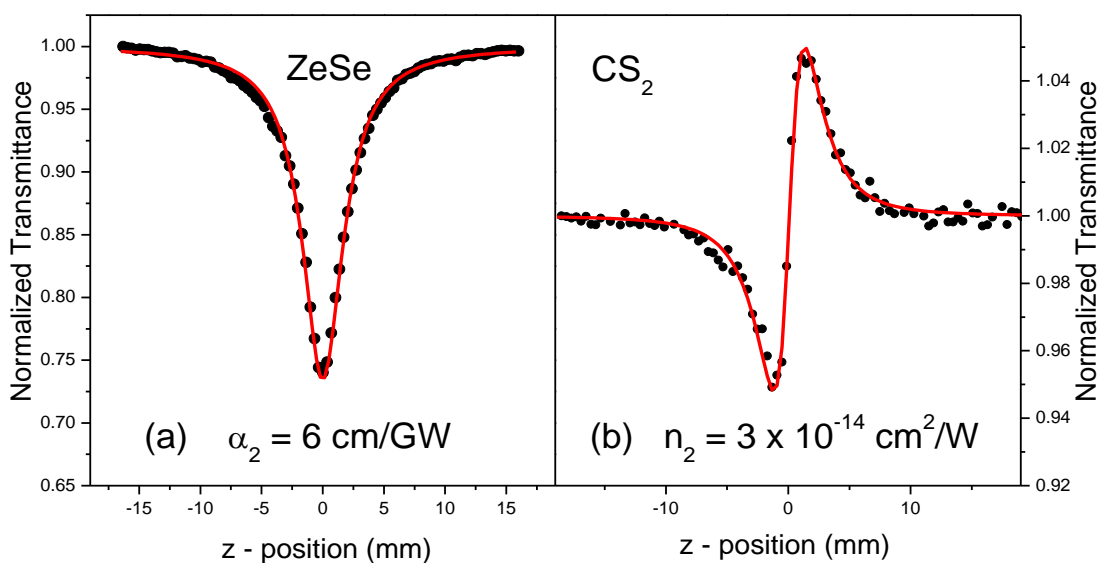 Normalized Transmittance
1.00
0.95
0.90
0.85
0.80
0.75
0.70
0.65
ZeSe
(a) α₂ = 6 cm/GW
-15 -10 -5 0 5 10 15
z - position (mm)
CS₂
(b) n₂ = 3 x 10⁻¹⁴ cm²/W
-10 0 10
z - position (mm)
1.04
1.02
1.00
0.98
0.96
0.94
0.92
Normalized Transmittance